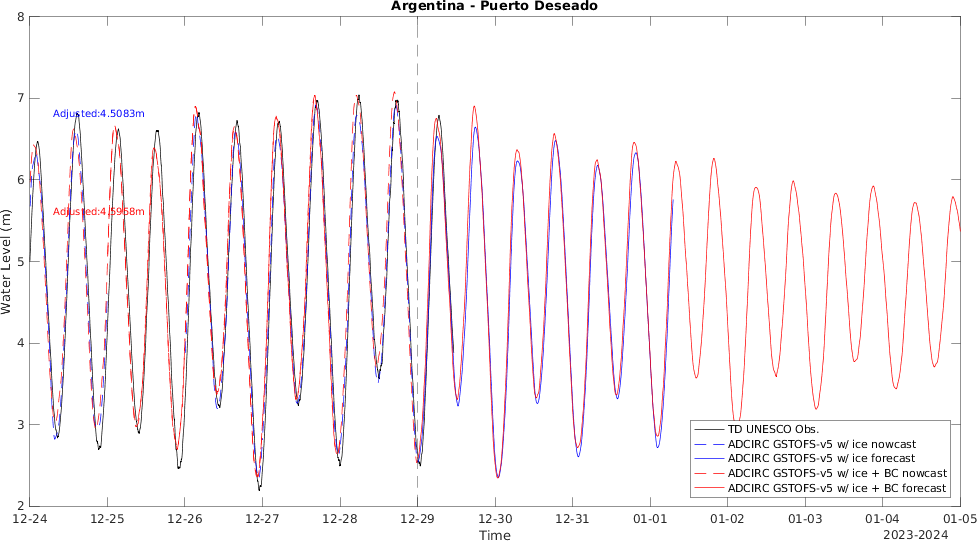 Argentina - Puerto Deseado
8
7
6
5
4
3
2
Water Level (m)
Adjusted:4.5083m
Adjusted:4.5958m
TD UNESCO Obs.
ADCIRC GSTOFS-v5 w/ ice nowcast
ADCIRC GSTOFS-v5 w/ ice forecast
ADCIRC GSTOFS-v5 w/ ice + BC nowcast
ADCIRC GSTOFS-v5 w/ ice + BC forecast
12-24 12-25 12-26 12-27 12-28 12-29 12-30 12-31 01-01 01-02 01-03 01-04 01-05
Time
2023-2024